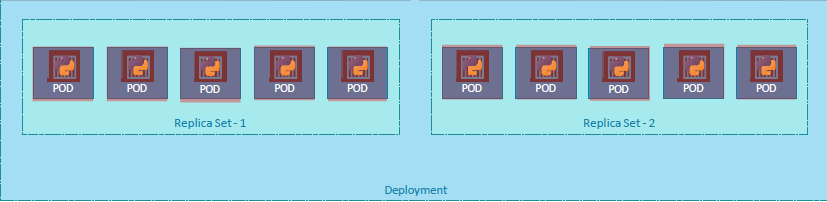 POD POD POD POD POD POD POD POD POD POD
Replica Set - 1 Replica Set - 2
Deployment